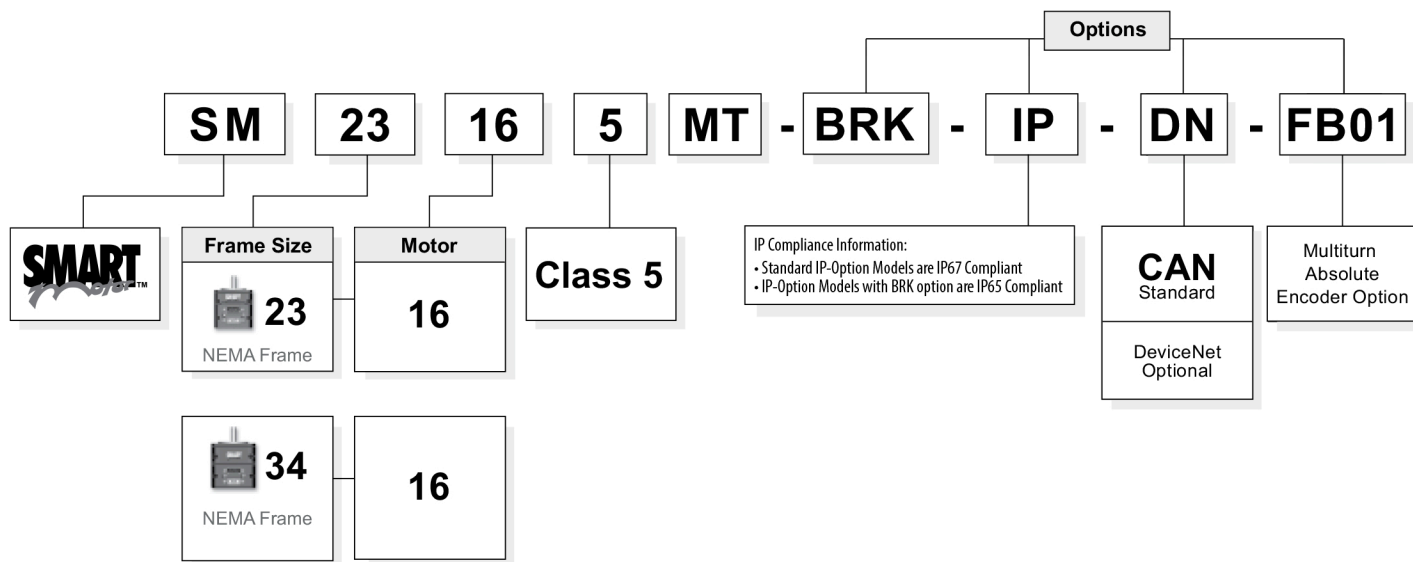 Options
SM 23 16 5 MT - BRK - IP - DN - FB01
SMART
motor™
Frame Size
23
NEMA Frame
Motor
16
Class 5
IP Compliance Information:
• Standard IP-Option Models are IP67 Compliant
• IP-Option Models with BRK option are IP65 Compliant
CAN
Standard
DeviceNet
Optional
Multiturn
Absolute
Encoder Option
34
NEMA Frame
16